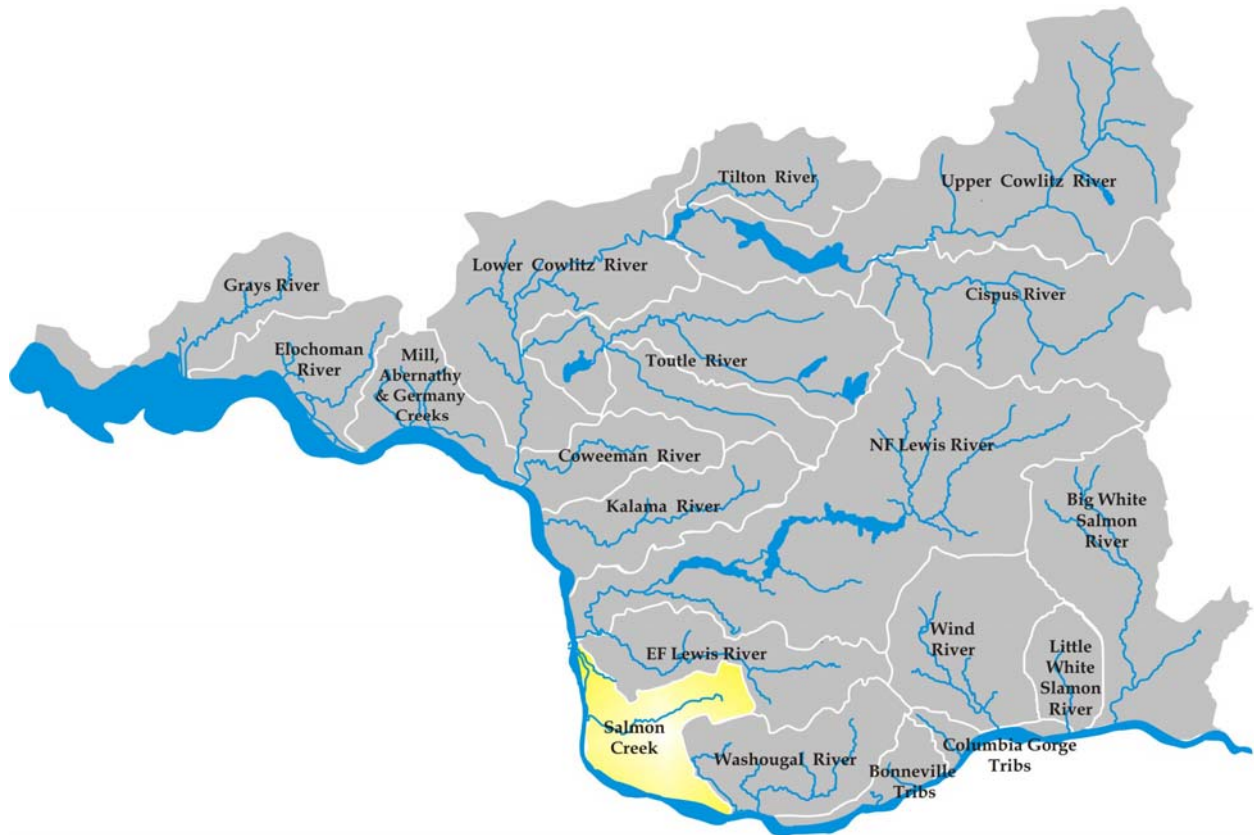 Tilton River
Upper Cowlitz River
Lower Cowlitz River
Grays River
Cispus River
Elochoman
River
Mill,
Abernathy
& Germany
Creeks
Toutle River
Coweeman River
NF Lewis River
Kalama River
Big White
Salmon
River
EF Lewis River
Wind
River
Little
White
Slamon
River
Salmon
Creek
Washougal River
Bonneville
Tribs
Columbia Gorge
Tribs